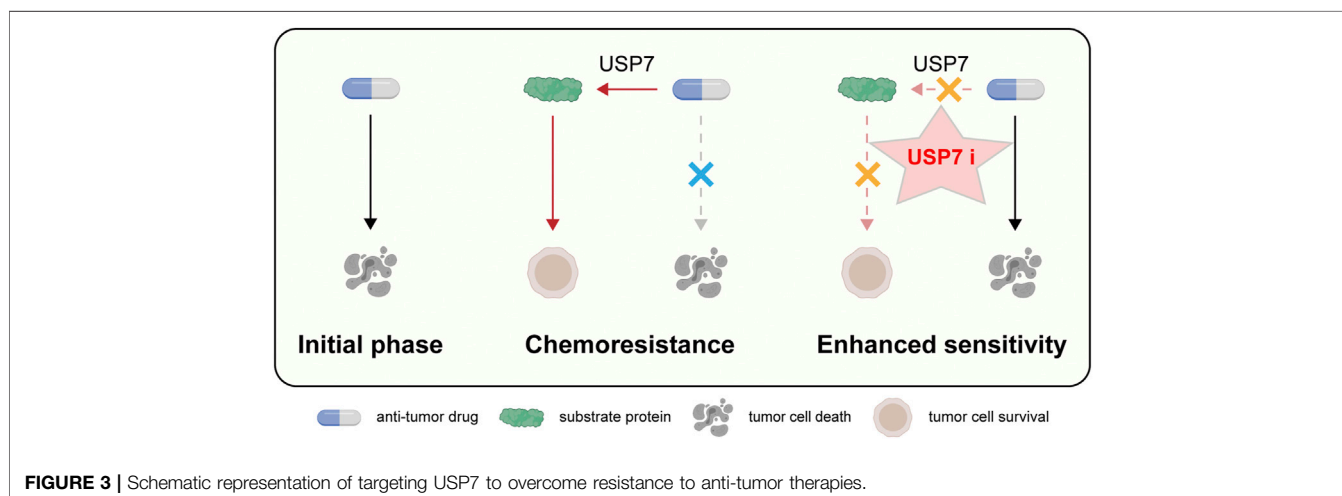 USP7
USP7
USP7 i
Initial phase
Chemoresistance
Enhanced sensitivity
anti-tumor drug
substrate protein
tumor cell death
tumor cell survival
FIGURE 3 | Schematic representation of targeting USP7 to overcome resistance to anti-tumor therapies.